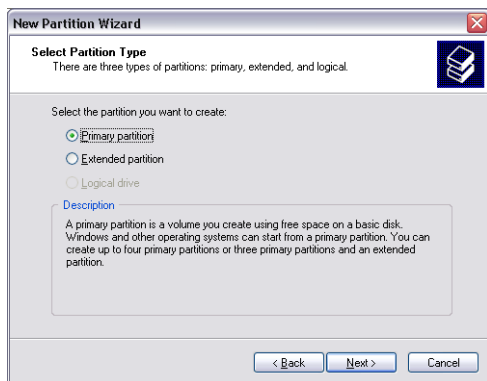 New Partition Wizard
Select Partition Type
There are three types of partitions: primary, extended, and logical.
Select the partition you want to create:
Primary partition
Extended partition
Logical drive
Description
A primary partition is a volume you create using free space on a basic disk.
Windows and other operating systems can start from a primary partition. You can
create up to four primary partitions or three primary partitions and an extended
partition.
< Back
Next >
Cancel